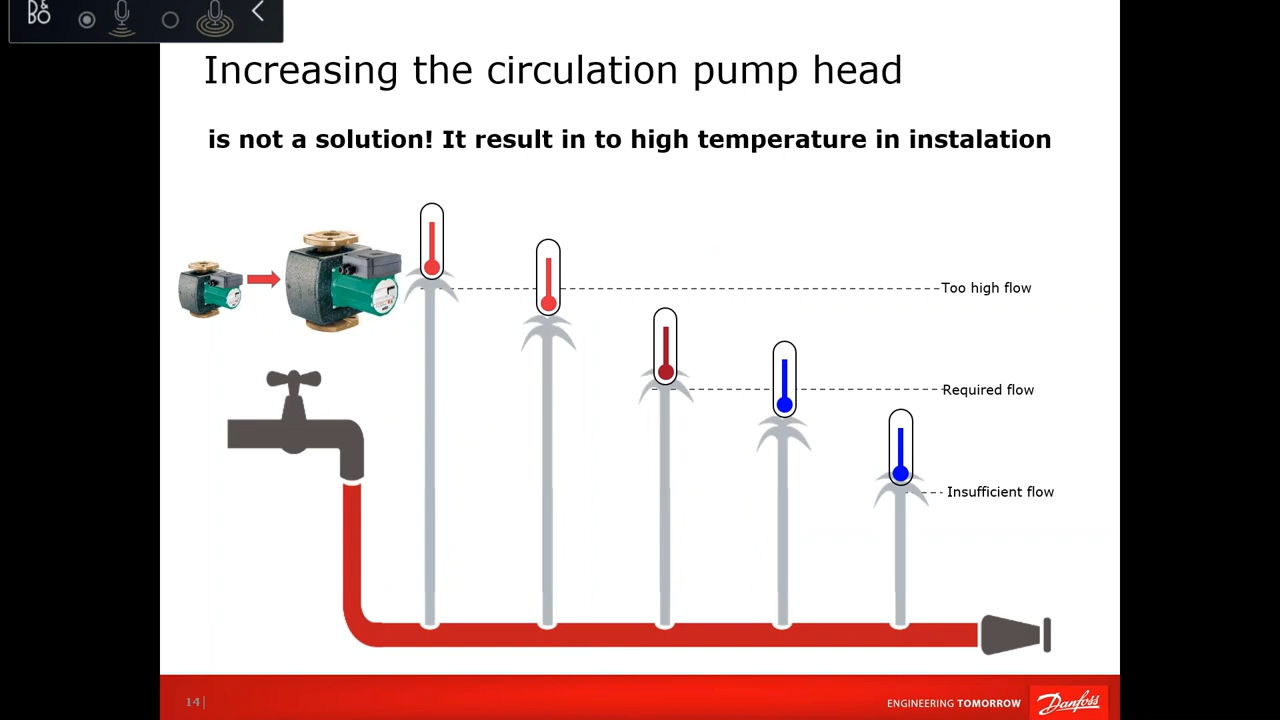 Increasing the circulation pump head
is not a solution! It result in to high temperature in instalation
Too high flow
Required flow
Insufficient flow
14 |
ENGINEERING TOMORROW
Danfoss